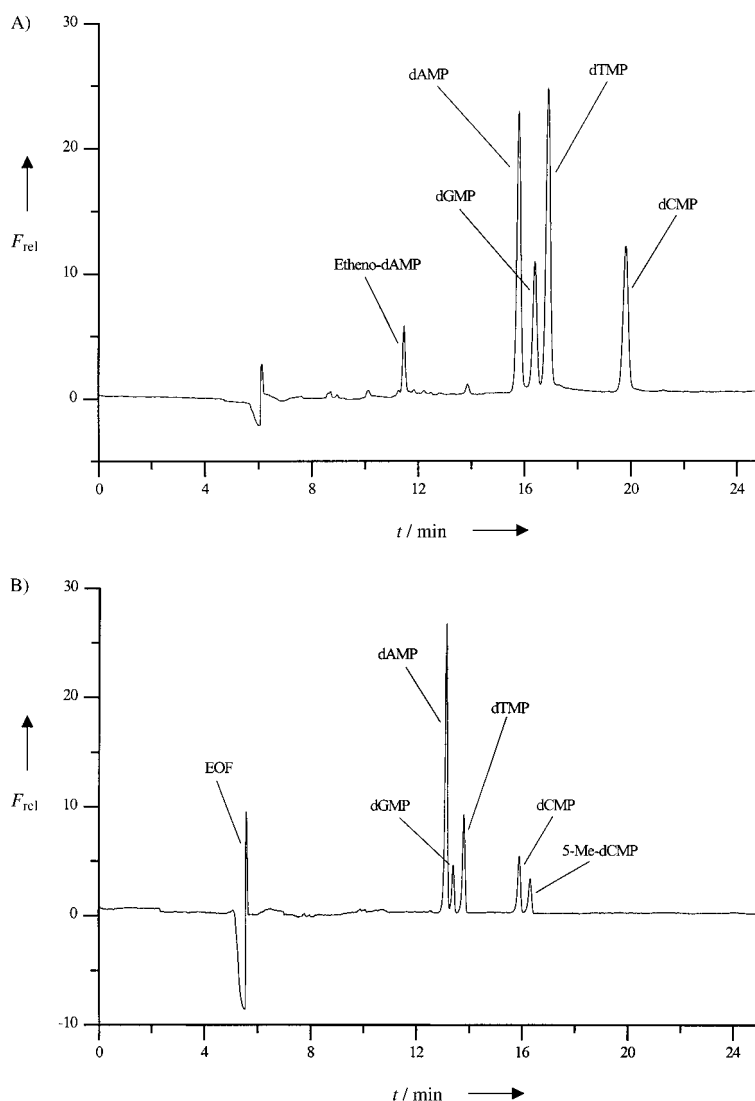 A)
30
20
10
0
F_rel
dAMP
dTMP
dGMP
dCMP
Etheno-dAMP
0 4 8 12 16 20 24
t / min
B)
30
20
10
0
-10
F_rel
dAMP
dTMP
EOF
dGMP
dCMP
5-Me-dCMP
0 4 8 12 16 20 24
t / min